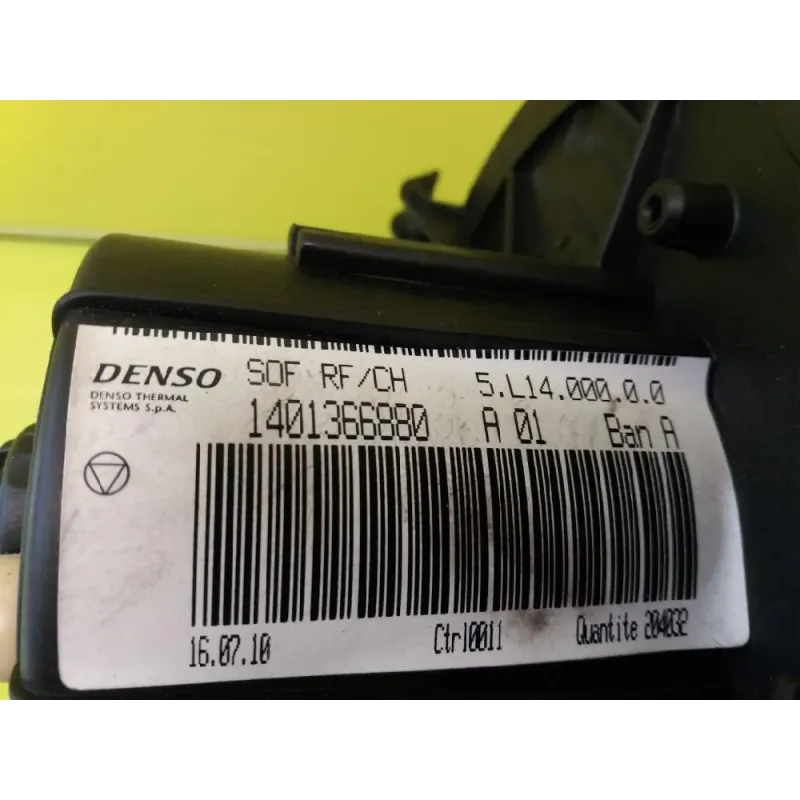 DENSO SOF RF/CH 5.L14.000.0.0
DENSO THERMAL
SYSTEMS S.p.A.
1401366880 A 01 Ban A
16.07.10 Ctrl0011 Quantite 204032